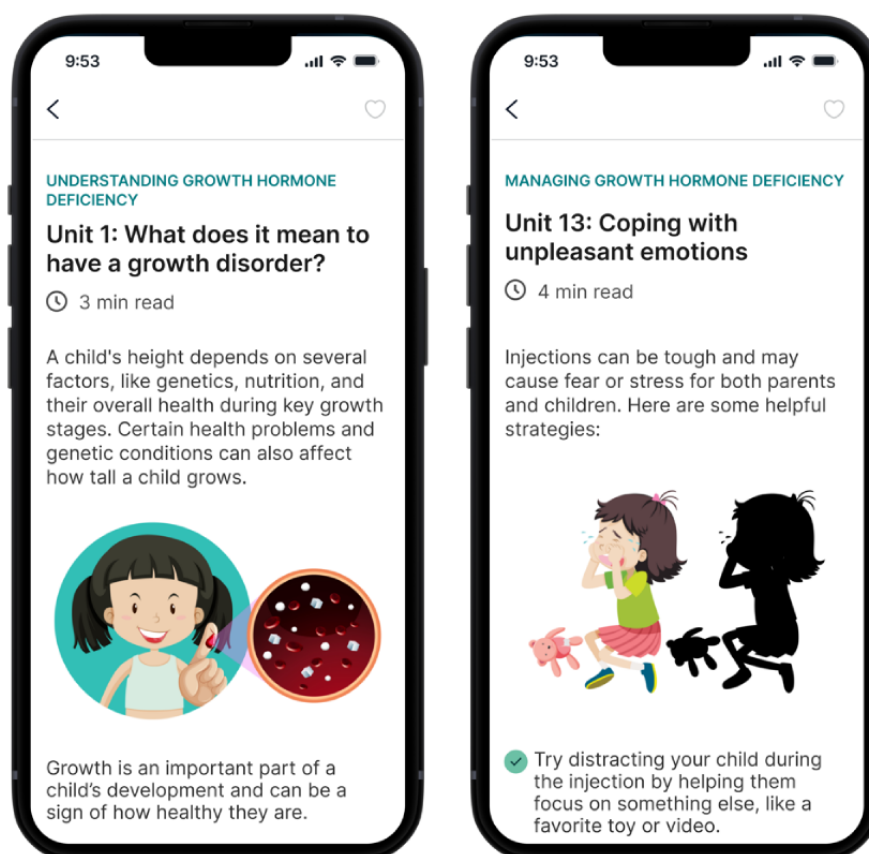 9:53
UNDERSTANDING GROWTH HORMONE
DEFICIENCY
Unit 1: What does it mean to
have a growth disorder?
3 min read
A child's height depends on several
factors, like genetics, nutrition, and
their overall health during key growth
stages. Certain health problems and
genetic conditions can also affect
how tall a child grows.
Growth is an important part of a
child’s development and can be a
sign of how healthy they are.
9:53
MANAGING GROWTH HORMONE DEFICIENCY
Unit 13: Coping with
unpleasant emotions
4 min read
Injections can be tough and may
cause fear or stress for both parents
and children. Here are some helpful
strategies:
Try distracting your child during
the injection by helping them
focus on something else, like a
favorite toy or video.